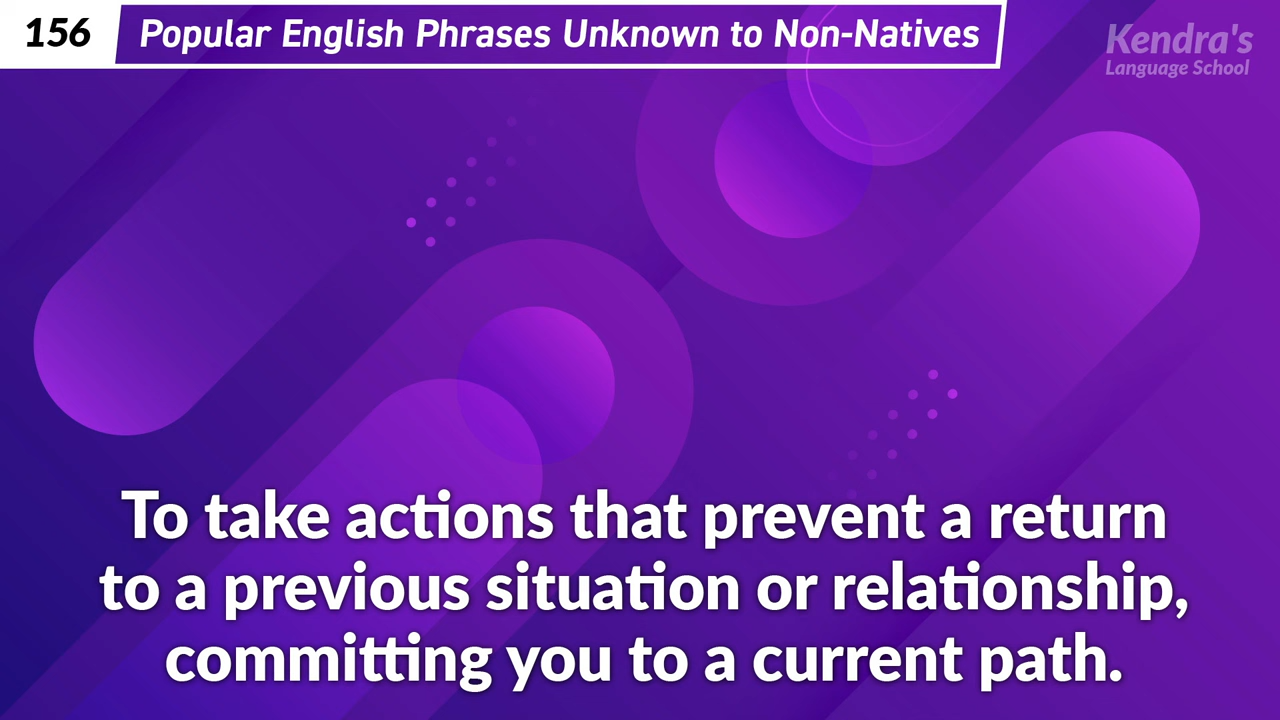 156 Popular English Phrases Unknown to Non-Natives
Kendra's
Language School
To take actions that prevent a return
to a previous situation or relationship,
committing you to a current path.